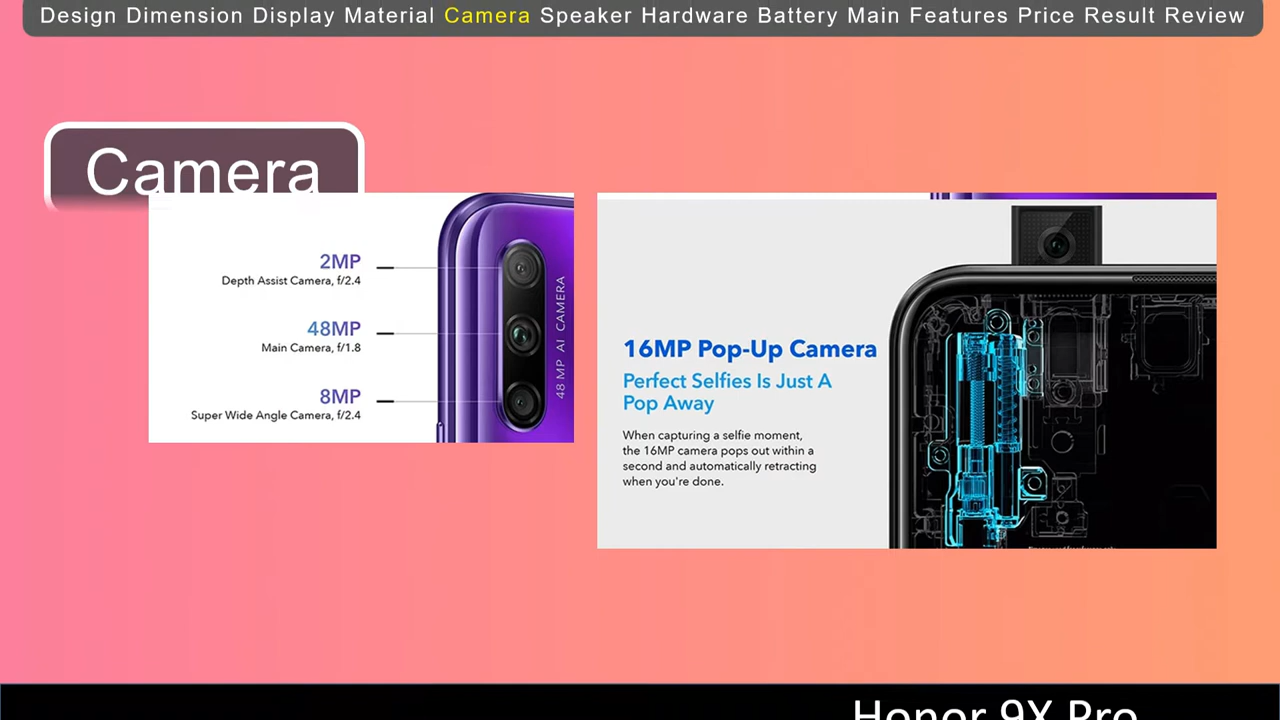 Design Dimension Display Material Camera Speaker Hardware Battery Main Features Price Result Review
Camera
2MP
Depth Assist Camera, f/2.4
48MP
Main Camera, f/1.8
8MP
Super Wide Angle Camera, f/2.4
48 MP AI CAMERA
16MP Pop-Up Camera
Perfect Selfies Is Just A
Pop Away
When capturing a selfie moment,
the 16MP camera pops out within a
second and automatically retracting
when you're done.
Honor 9X Pro